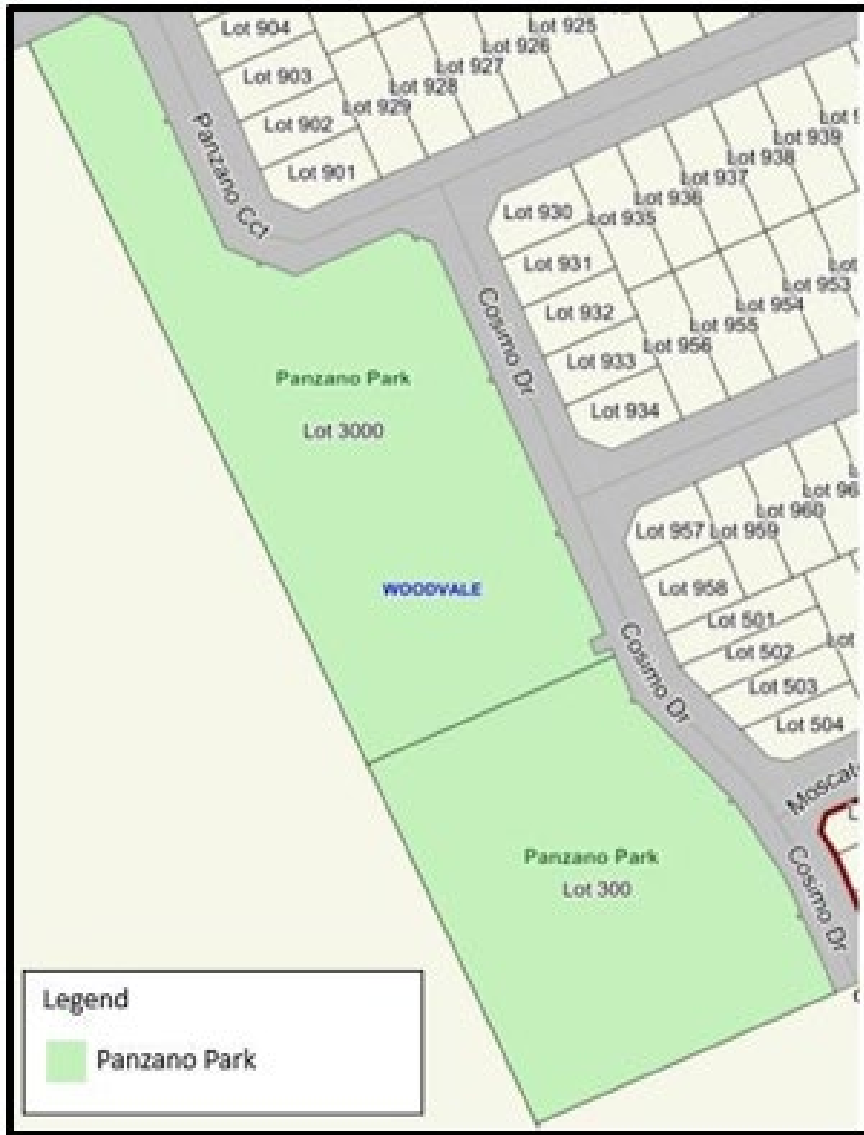 Lot 904
Lot 925
Lot 926
Lot 903
Lot 927
Lot 928
Lot 929
Lot 902
Lot 901
Panzano Cct
Lot 939
Lot 938
Lot 937
Lot 936
Lot 935
Lot 930
Lot 931
Lot 932
Lot 933
Lot 934
Lot 953
Lot 954
Lot 955
Lot 956
Cosimo Dr
Panzano Park
Lot 3000
WOODVALE
Lot 960
Lot 959
Lot 957
Lot 958
Lot 501
Lot 502
Lot 503
Lot 504
Lot
Cosimo Dr
Panzano Park
Lot 300
Cosimo Dr
Legend
Panzano Park